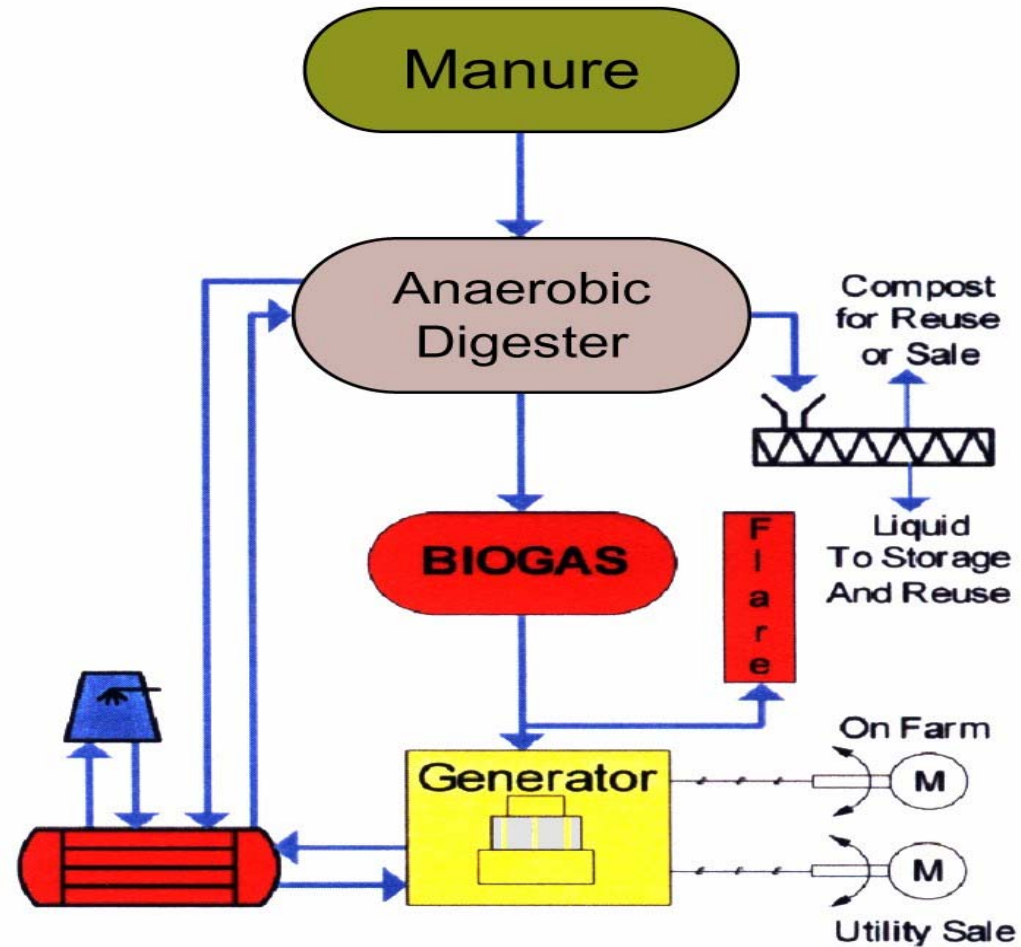 Manure
Anaerobic
Digester
Compost
for Reuse
or Sale
BIOGAS
Flare
Liquid
To Storage
And Reuse
Generator
On Farm
M
M
Utility Sale